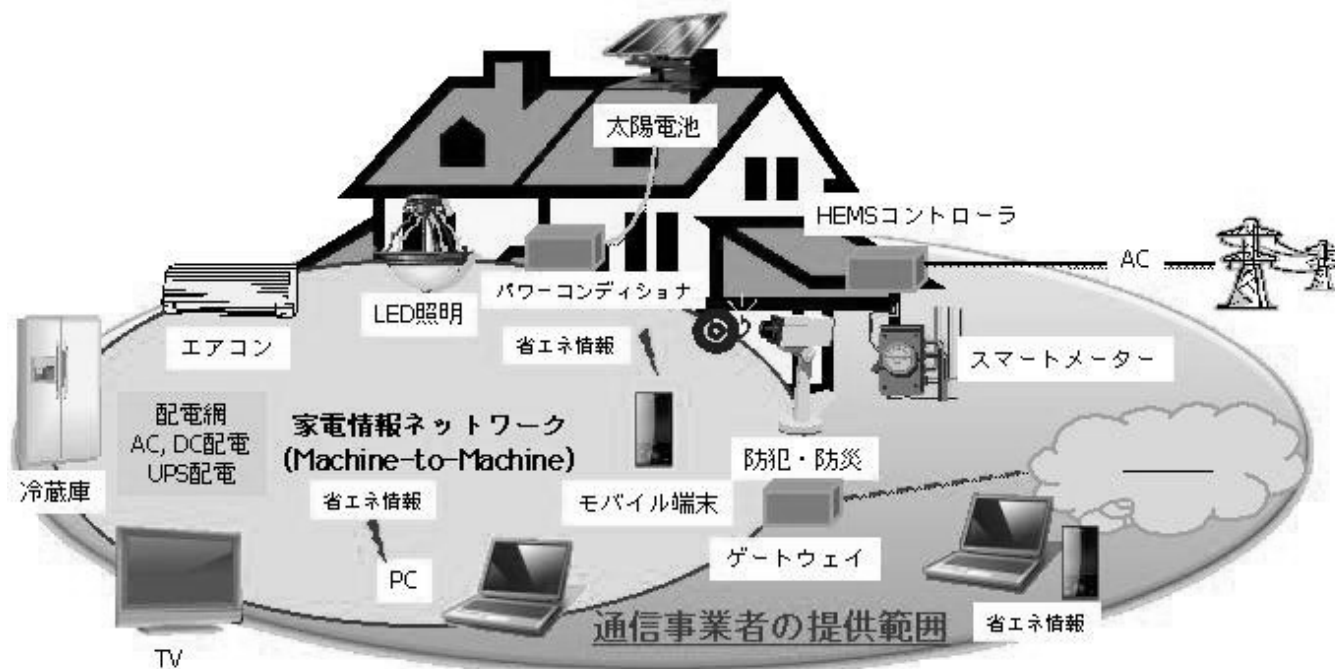 太陽電池
HEMSコントローラ
AC
パワーコンディショナ
LED照明
エアコン
省エネ情報
スマートメーター
配電網
AC, DC配電
UPS配電
家電情報ネットワーク
(Machine-to-Machine)
防犯・防災
冷蔵庫
省エネ情報
モバイル端末
ゲートウェイ
PC
通信事業者の提供範囲
省エネ情報
TV